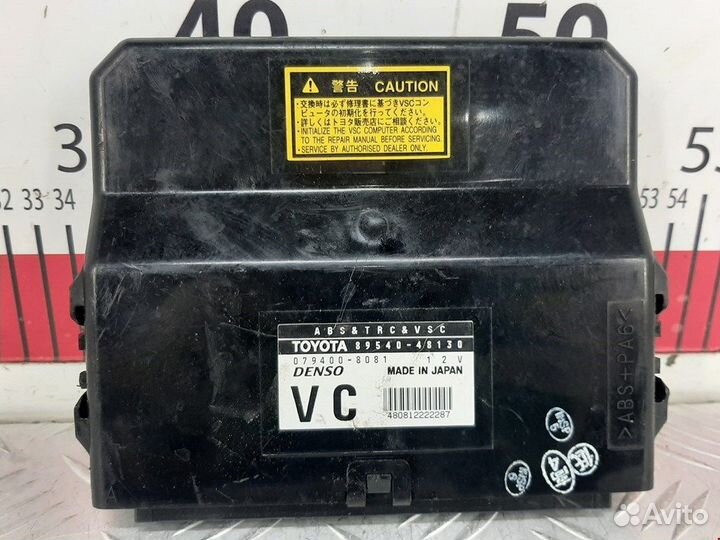 40
50
3
5
32 33 34
53 54
警告 CAUTION
・交換時は必ず修理書に基づきVSCコン
ピュータの初期化を行ってください。
・詳しくはトヨタ販売店にご相談ください。
・INITIALIZE THE VSC COMPUTER ACCORDING
TO THE REPAIR MANUAL BEFORE SERVICING.
・SERVICE BY AUTHORISED DEALER ONLY.
ABS&TRC&VSC
TOYOTA 89540-48130
079400-8081 12V
DENSO MADE IN JAPAN
VC
480812222287
>ABS+PA6<
A
Avito